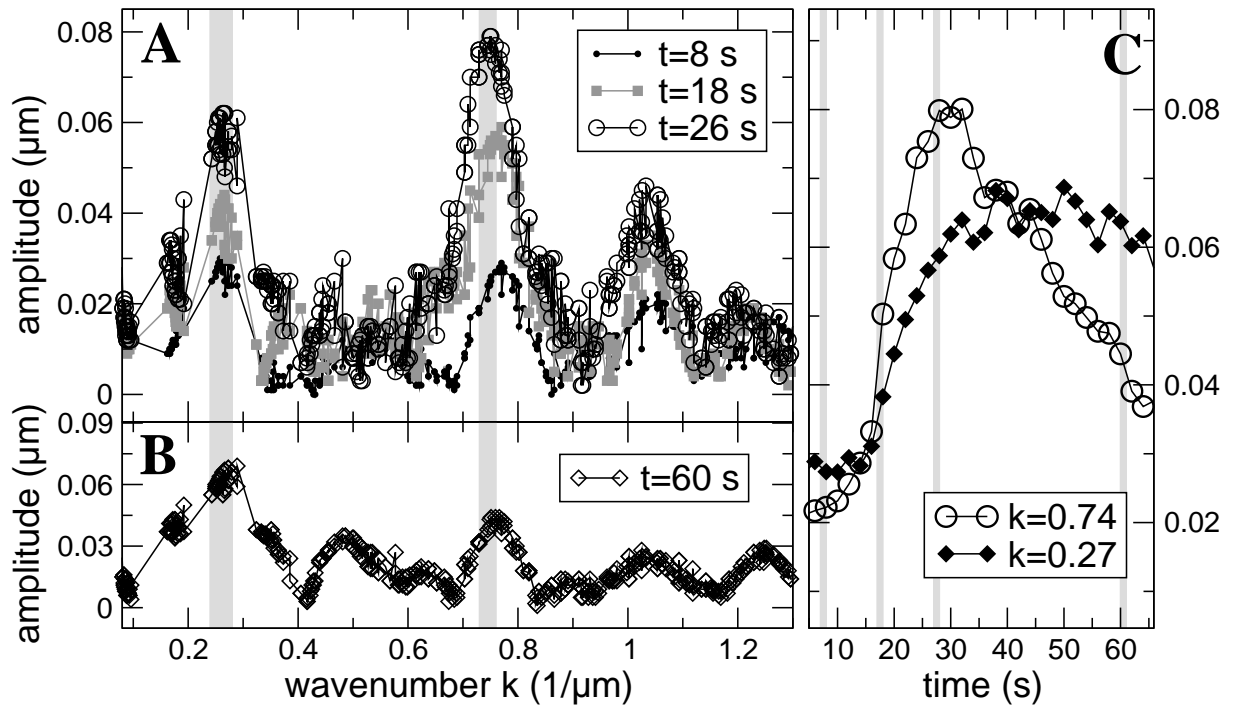 A
amplitude (µm)
0.08
0.06
0.04
0.02
0
t=8 s
t=18 s
t=26 s
B
amplitude (µm)
0.09
0.06
0.03
0
t=60 s
0.2 0.4 0.6 0.8 1 1.2
wavenumber k (1/µm)
C
0.08
0.06
0.04
0.02
k=0.74
k=0.27
10 20 30 40 50 60
time (s)